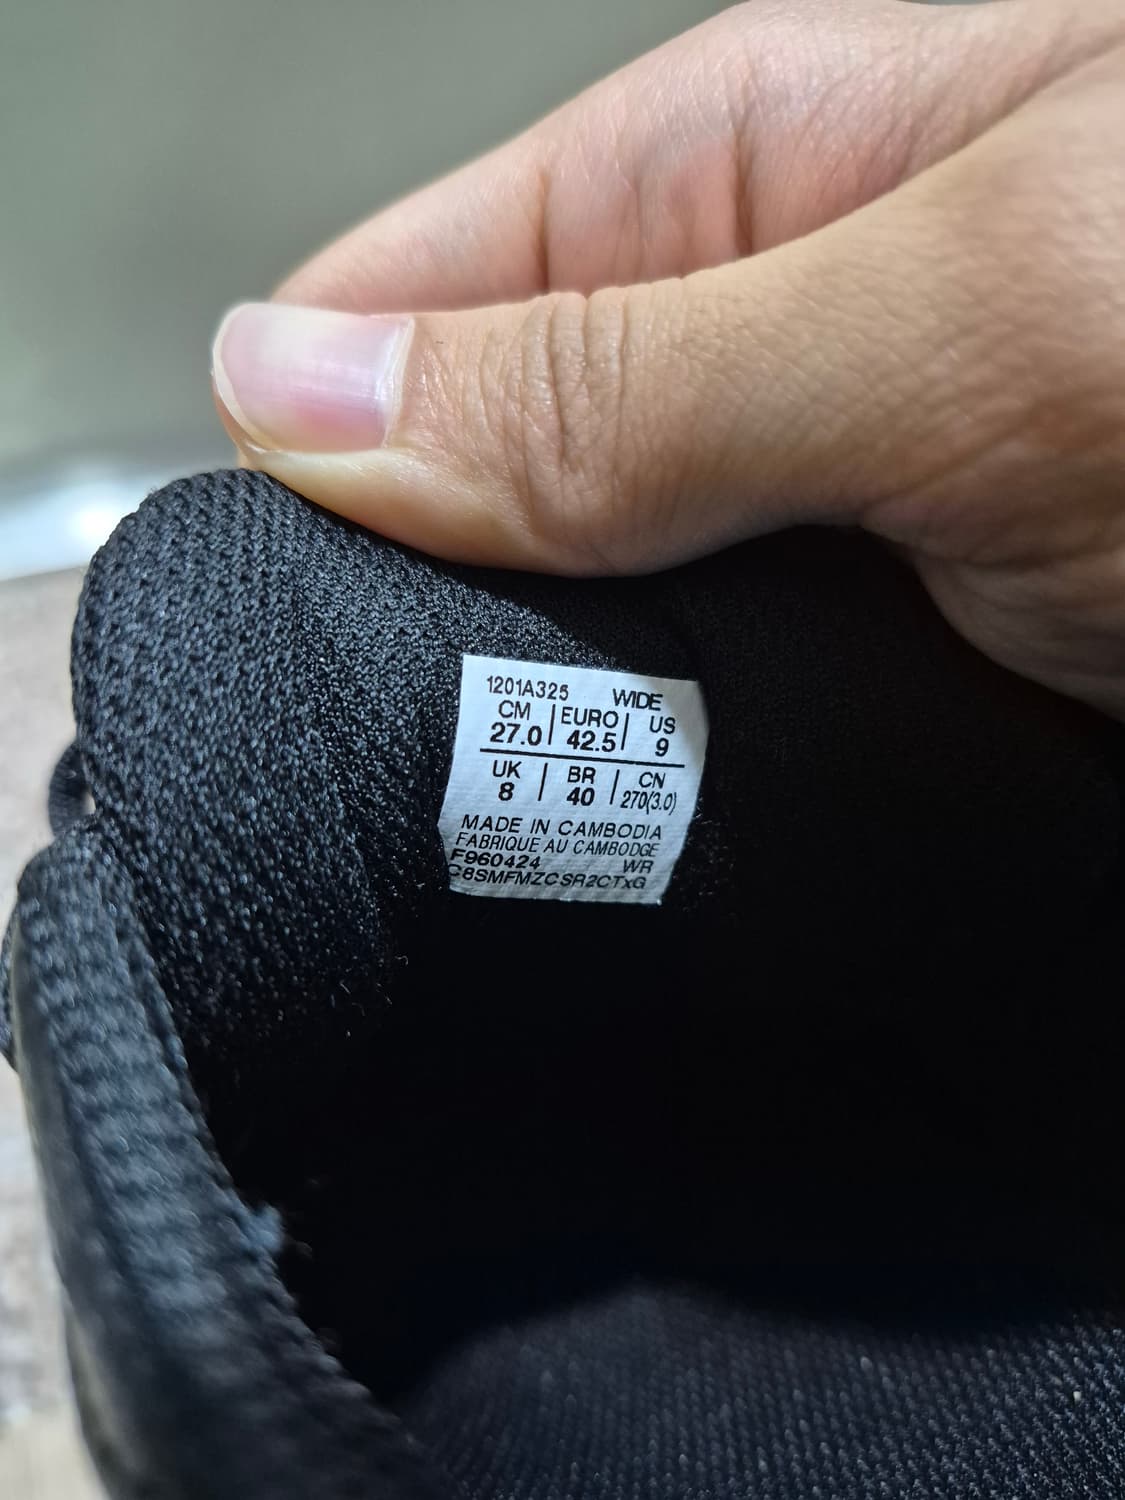 1201A325 WIDE
CM EURO US
27.0 42.5 9
UK BR CN
8 40 270(3.0)
MADE IN CAMBODIA
FABRIQUE AU CAMBODGE
F960424 WR